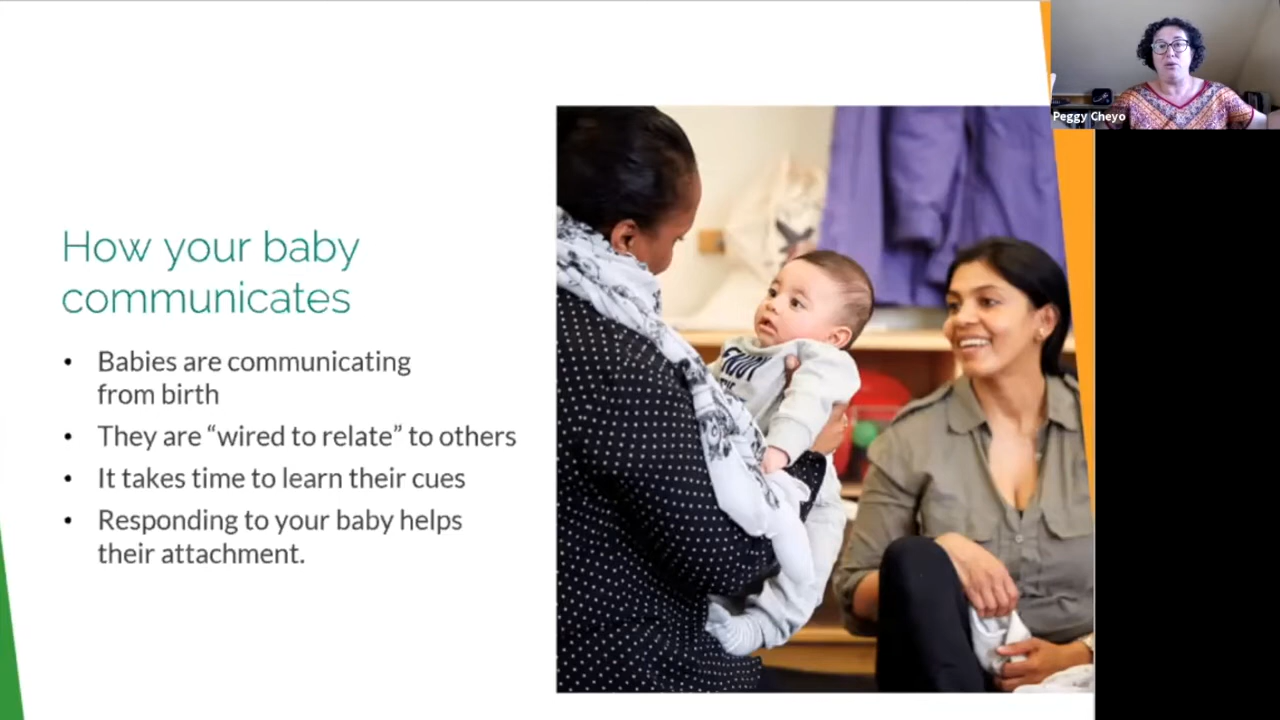 Peggy Cheyo
How your baby
communicates
• Babies are communicating
from birth
• They are “wired to relate” to others
• It takes time to learn their cues
• Responding to your baby helps
their attachment.
ENJOY